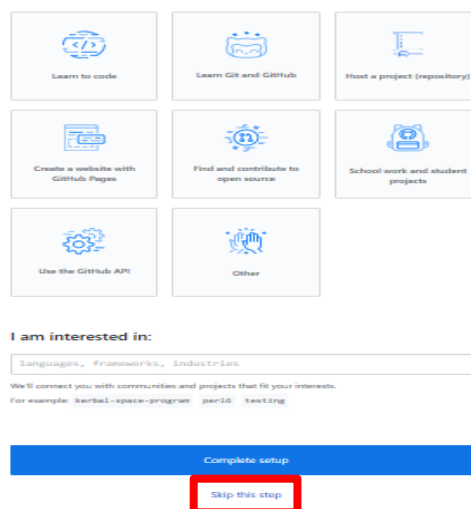 Learn to code
Learn Git and GitHub
Host a project (repository)
Create a website with
GitHub Pages
Find and contribute to
open source
School work and student
projects
Use the GitHub API
Other
I am interested in:
languages, frameworks, industries
We'll connect you with communities and projects that fit your interests.
For example: kerbal-space-program perl6 testing
Complete setup
Skip this step